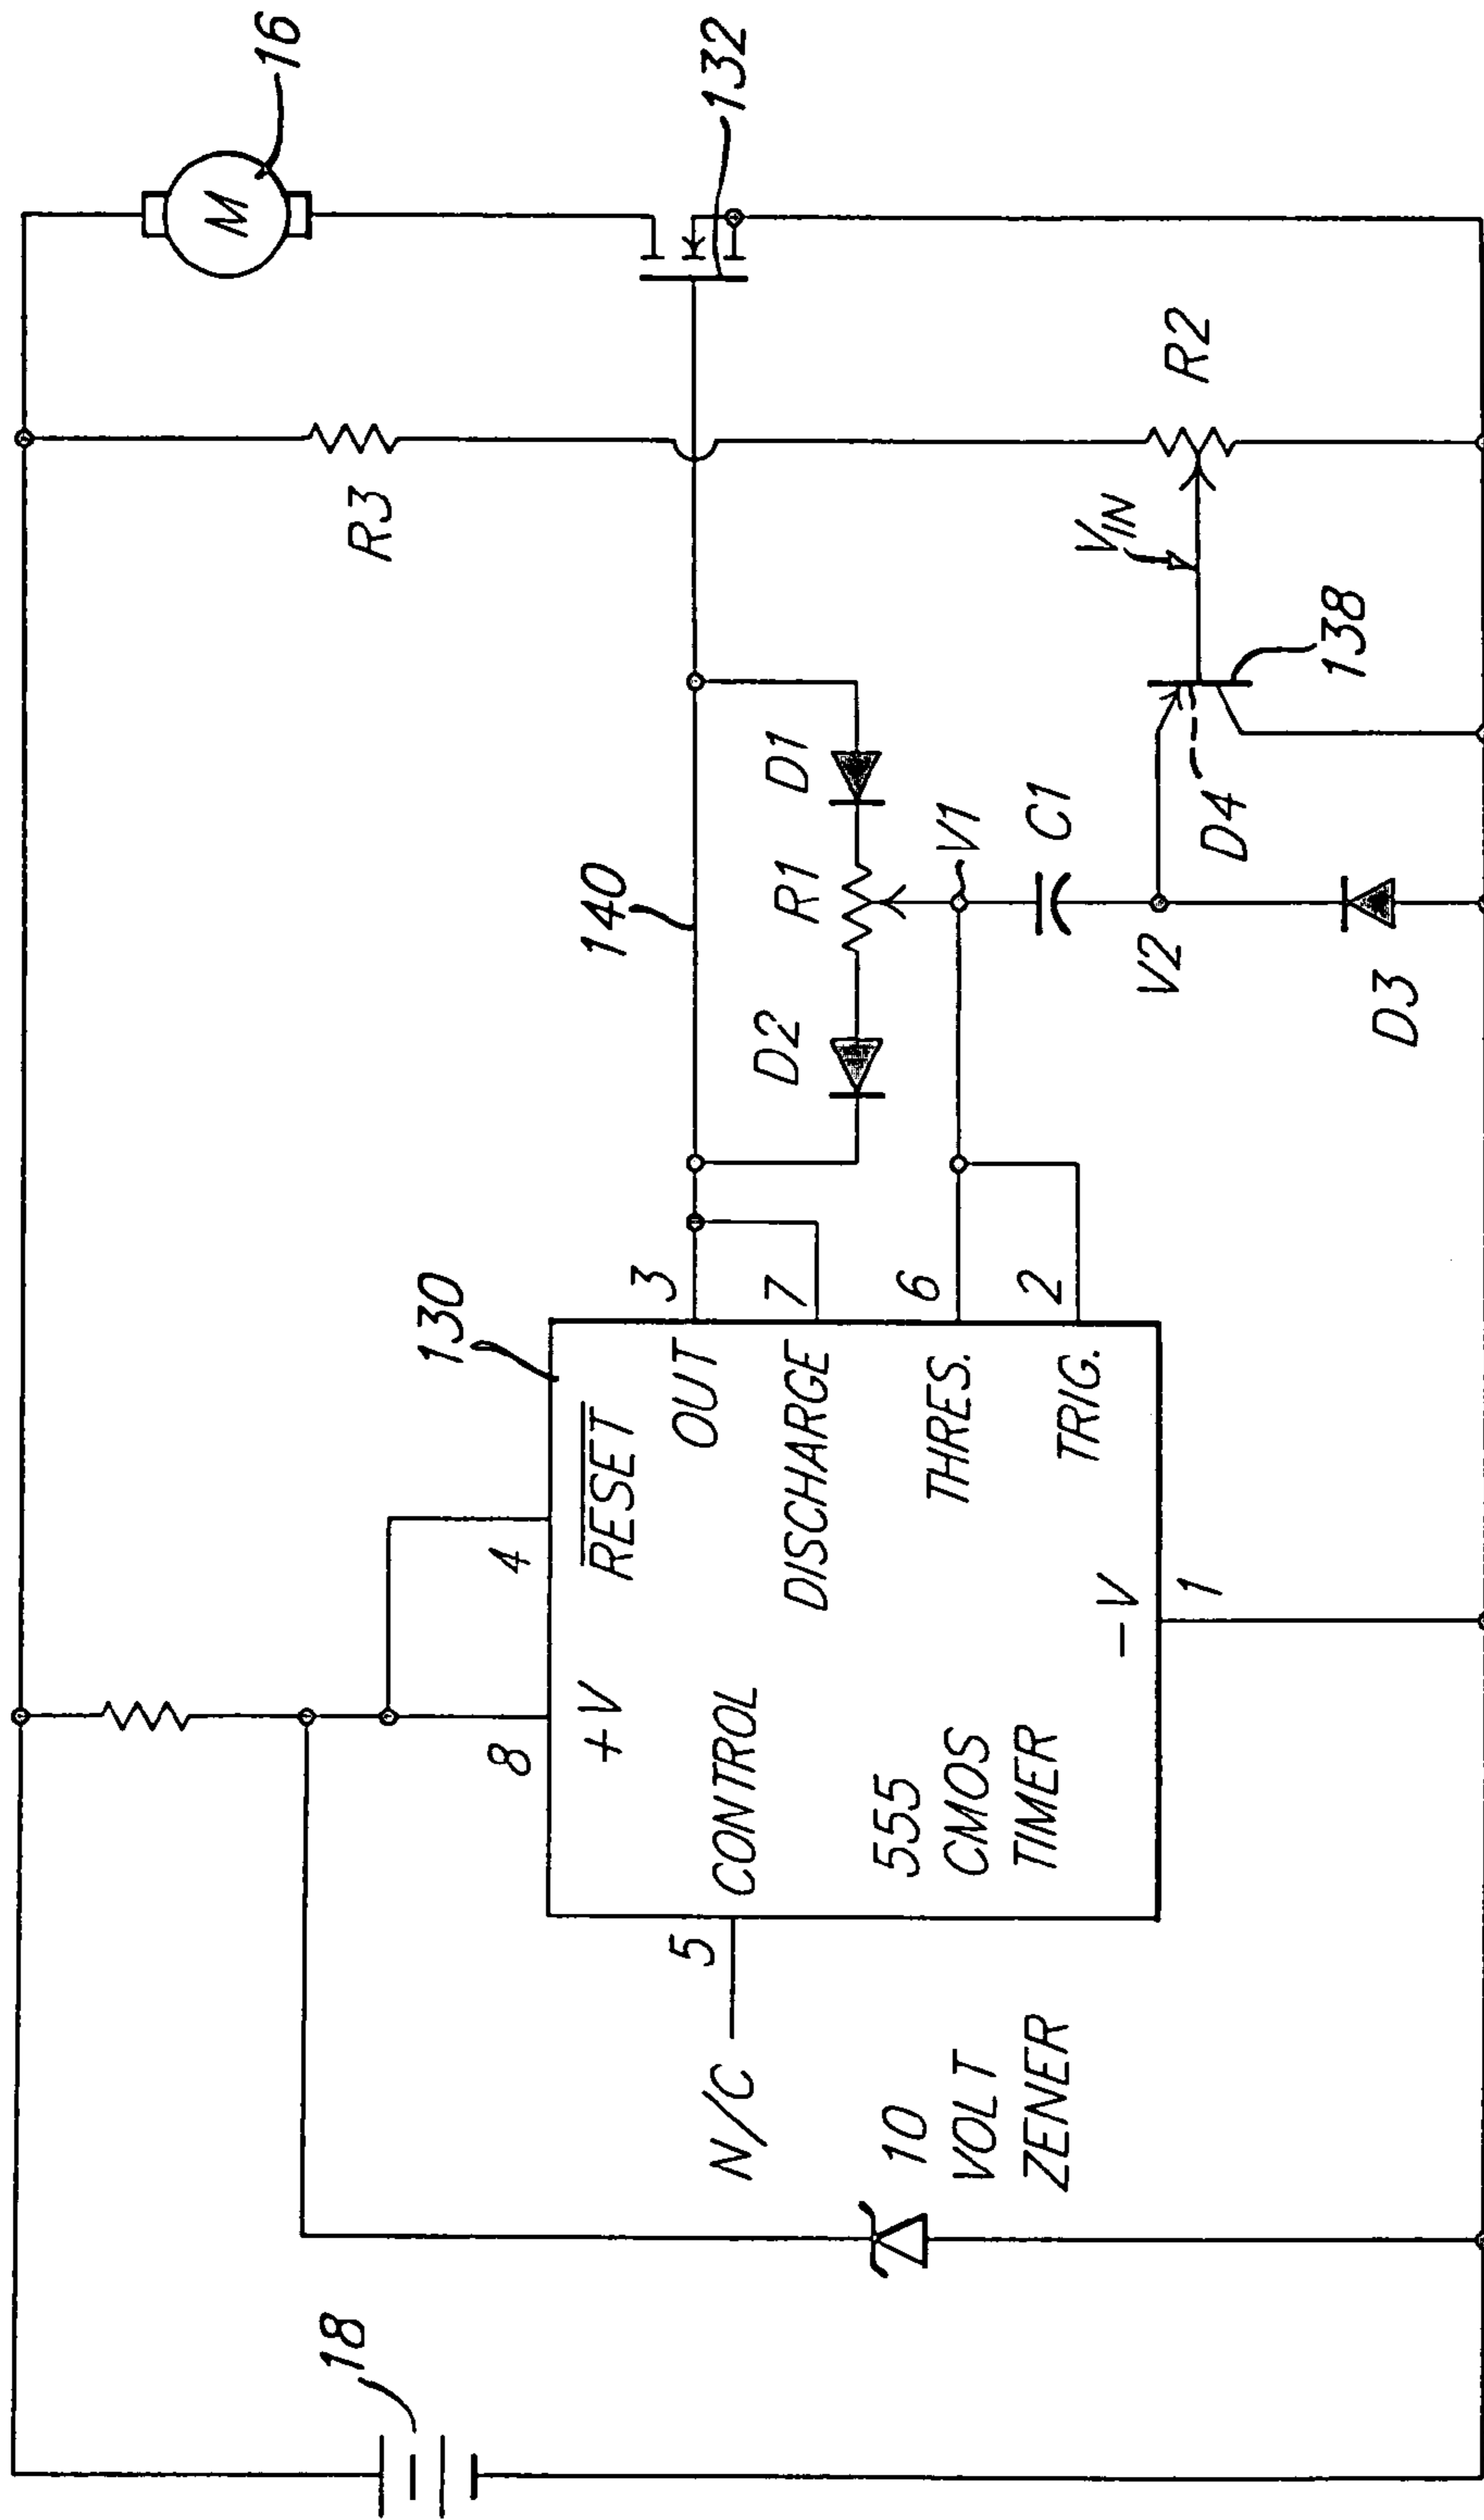 18
10
VOLT
ZENER
N/C
5
8
4
130
+V
RESET
CONTROL
OUT
DISCHARGE
555
CMOS
TIMER
THRES.
TRIG.
-V
1
3
7
6
2
140
D2
R1
D1
V1
C1
V2
D3
D4
138
VIN
R3
R2
M
16
132